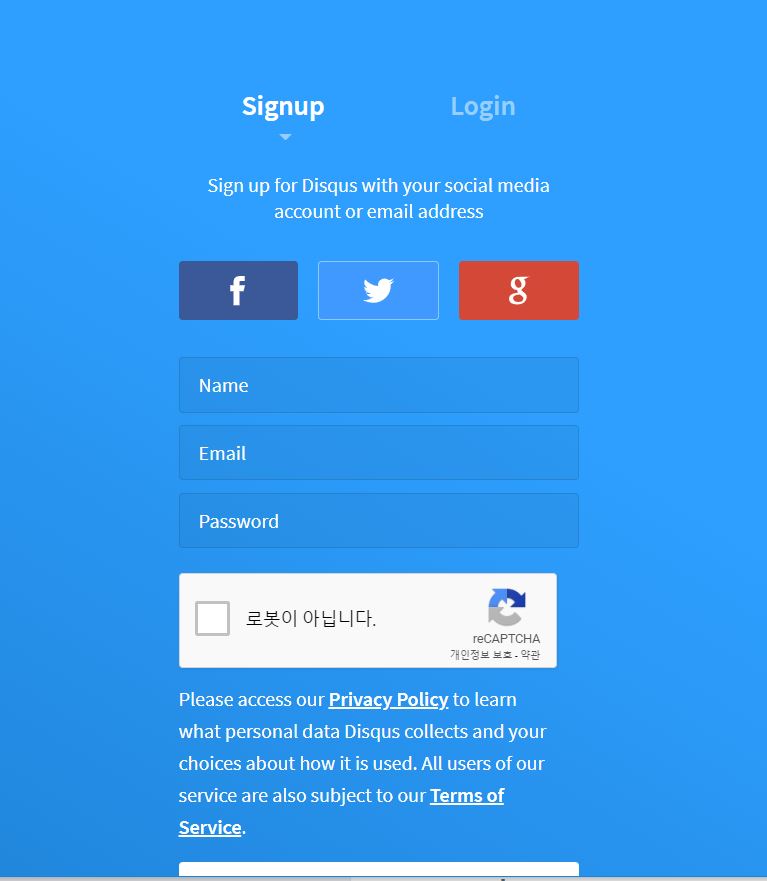 Signup
Login
Sign up for Disqus with your social media
account or email address
Name
Email
Password
로봇이 아닙니다.
reCAPTCHA
개인정보 보호 - 약관
Please access our Privacy Policy to learn
what personal data Disqus collects and your
choices about how it is used. All users of our
service are also subject to our Terms of
Service.